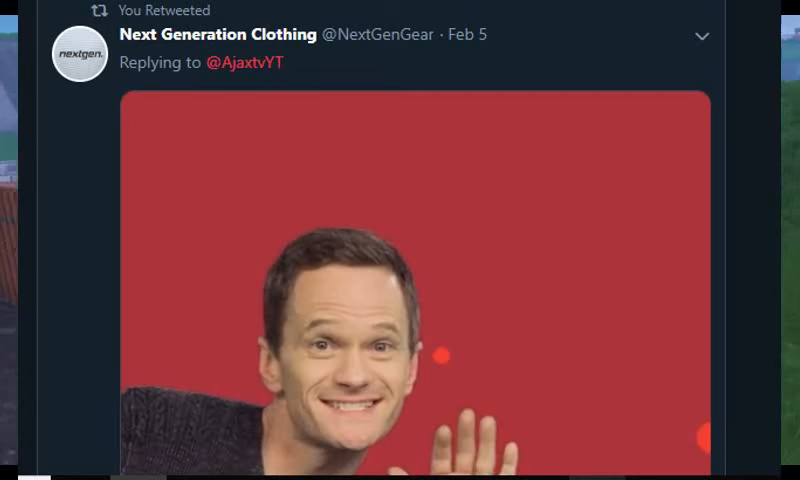 You Retweeted
Next Generation Clothing @NextGenGear · Feb 5
nextgen.
Replying to @AjaxtvYT